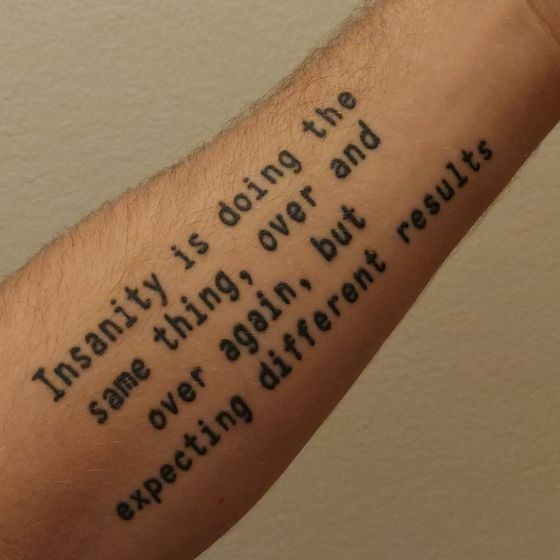 Insanity is doing the
same thing, over and
over again, but
expecting different results